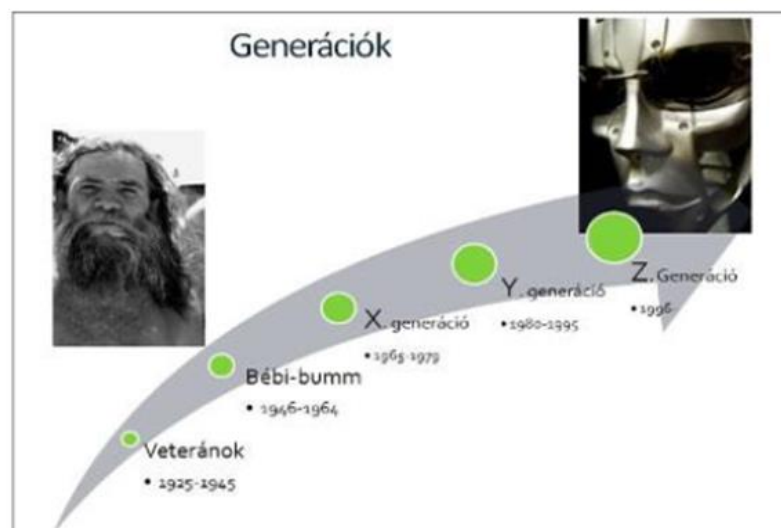 Generációk
Veteránok
• 1925-1945
Bébi-bumm
• 1946-1964
X. generáció
• 1965-1979
Y. generáció
• 1980-1995
Z. Generáció
• 1996